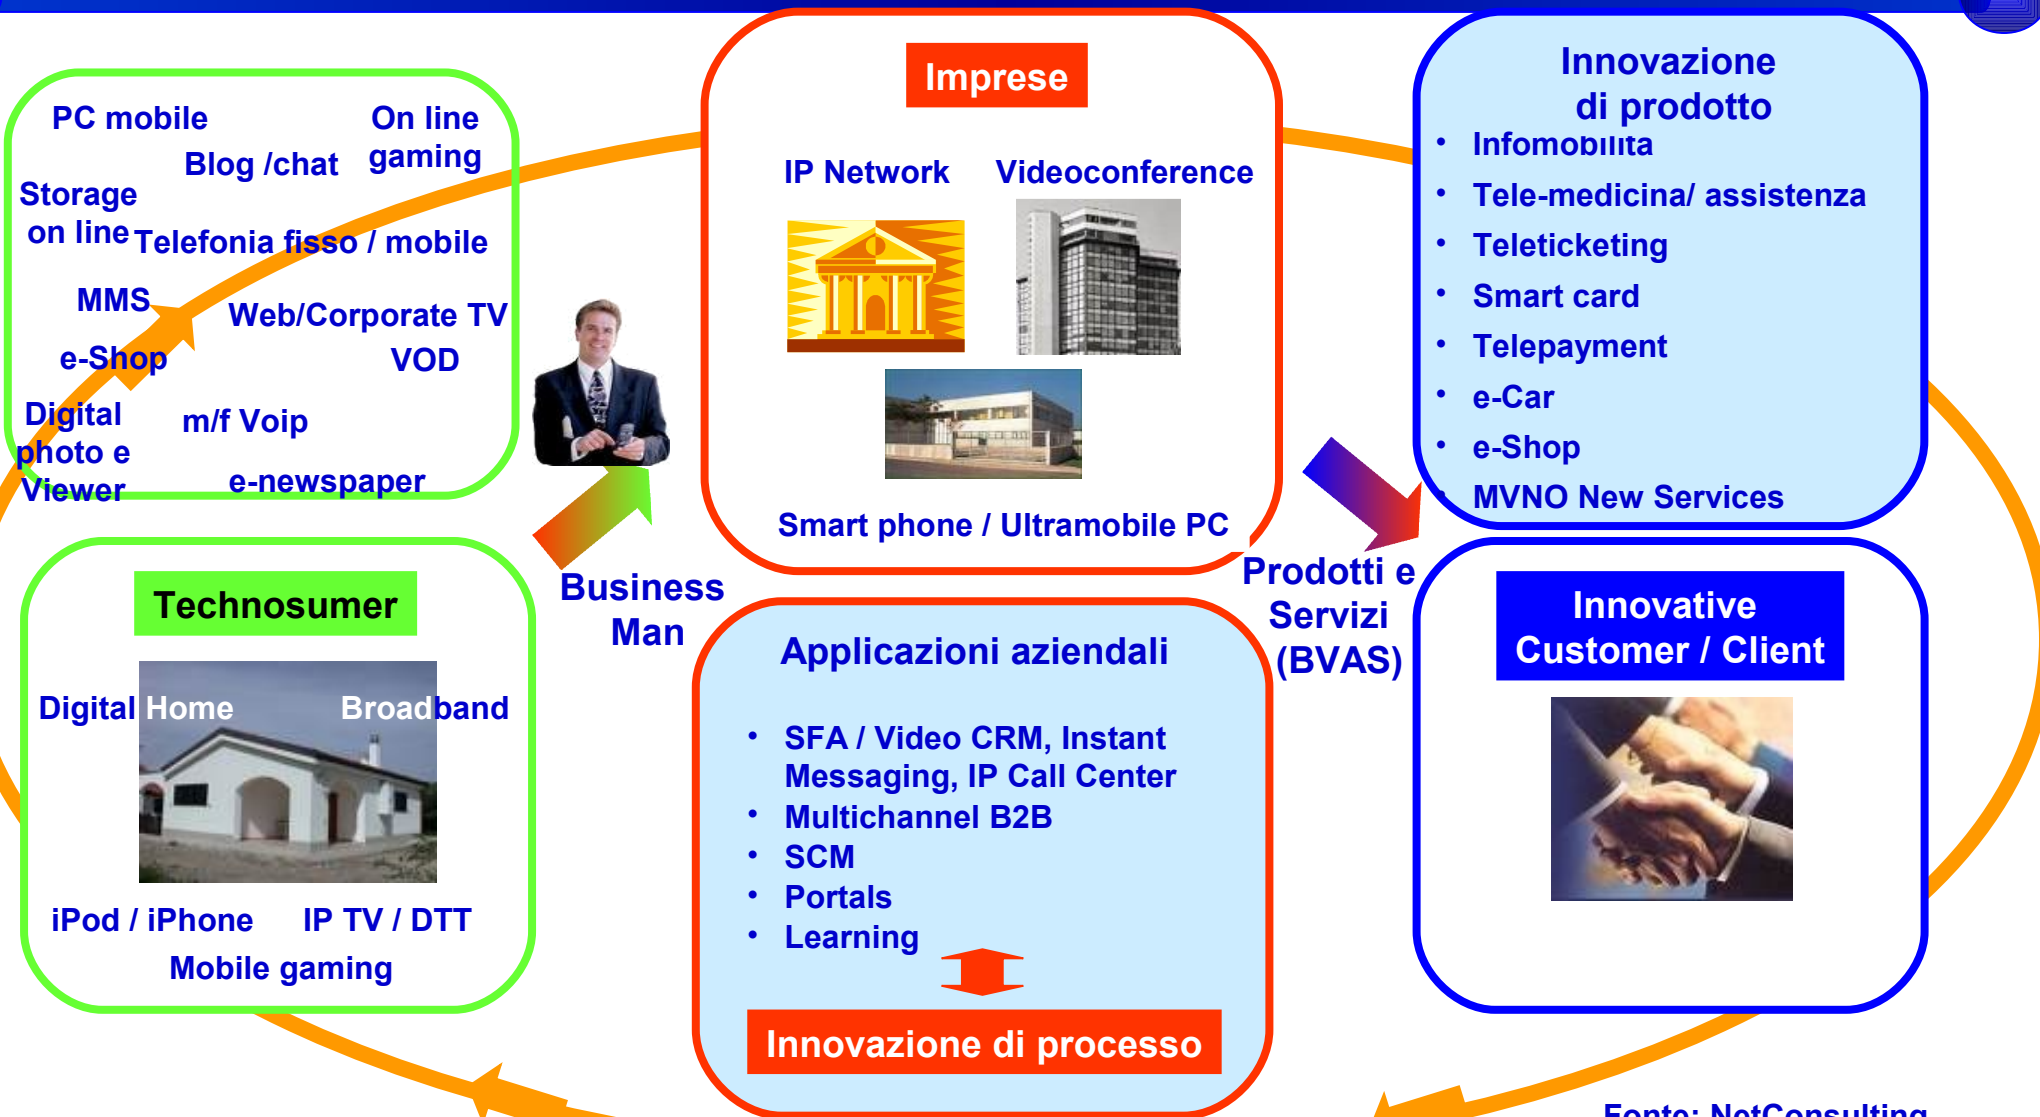 PC mobile
On line
gaming
Blog /chat
Storage
on line
Telefonia fisso / mobile
MMS
Web/Corporate TV
e-Shop
VOD
Digital
photo e
Viewer
m/f Voip
e-newspaper
Technosumer
Digital Home
Broadband
iPod / iPhone
IP TV / DTT
Mobile gaming
Business
Man
Imprese
IP Network
Videoconference
Smart phone / Ultramobile PC
Applicazioni aziendali
• SFA / Video CRM, Instant
Messaging, IP Call Center
• Multichannel B2B
• SCM
• Portals
• Learning
Innovazione di processo
Prodotti e
Servizi
(BVAS)
Innovazione
di prodotto
• Infomobilita
• Tele-medicina/ assistenza
• Teleticketing
• Smart card
• Telepayment
• e-Car
• e-Shop
• MVNO New Services
Innovative
Customer / Client
Fonte: NetConsulting